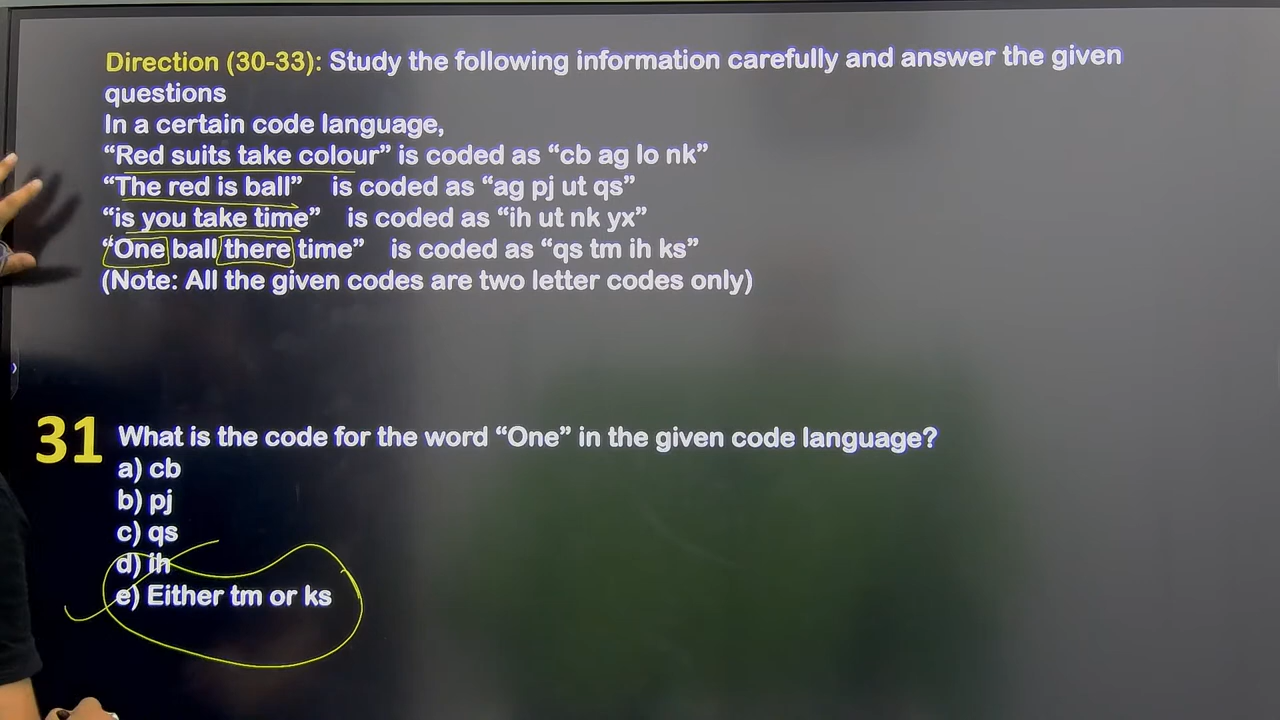 Direction (30-33): Study the following information carefully and answer the given
questions
In a certain code language,
“Red suits take colour” is coded as “cb ag lo nk”
“The red is ball” is coded as “ag pj ut qs”
“is you take time” is coded as “ih ut nk yx”
“One ball there time” is coded as “qs tm ih ks”
(Note: All the given codes are two letter codes only)
31 What is the code for the word “One” in the given code language?
a) cb
b) pj
c) qs
d) ih
e) Either tm or ks